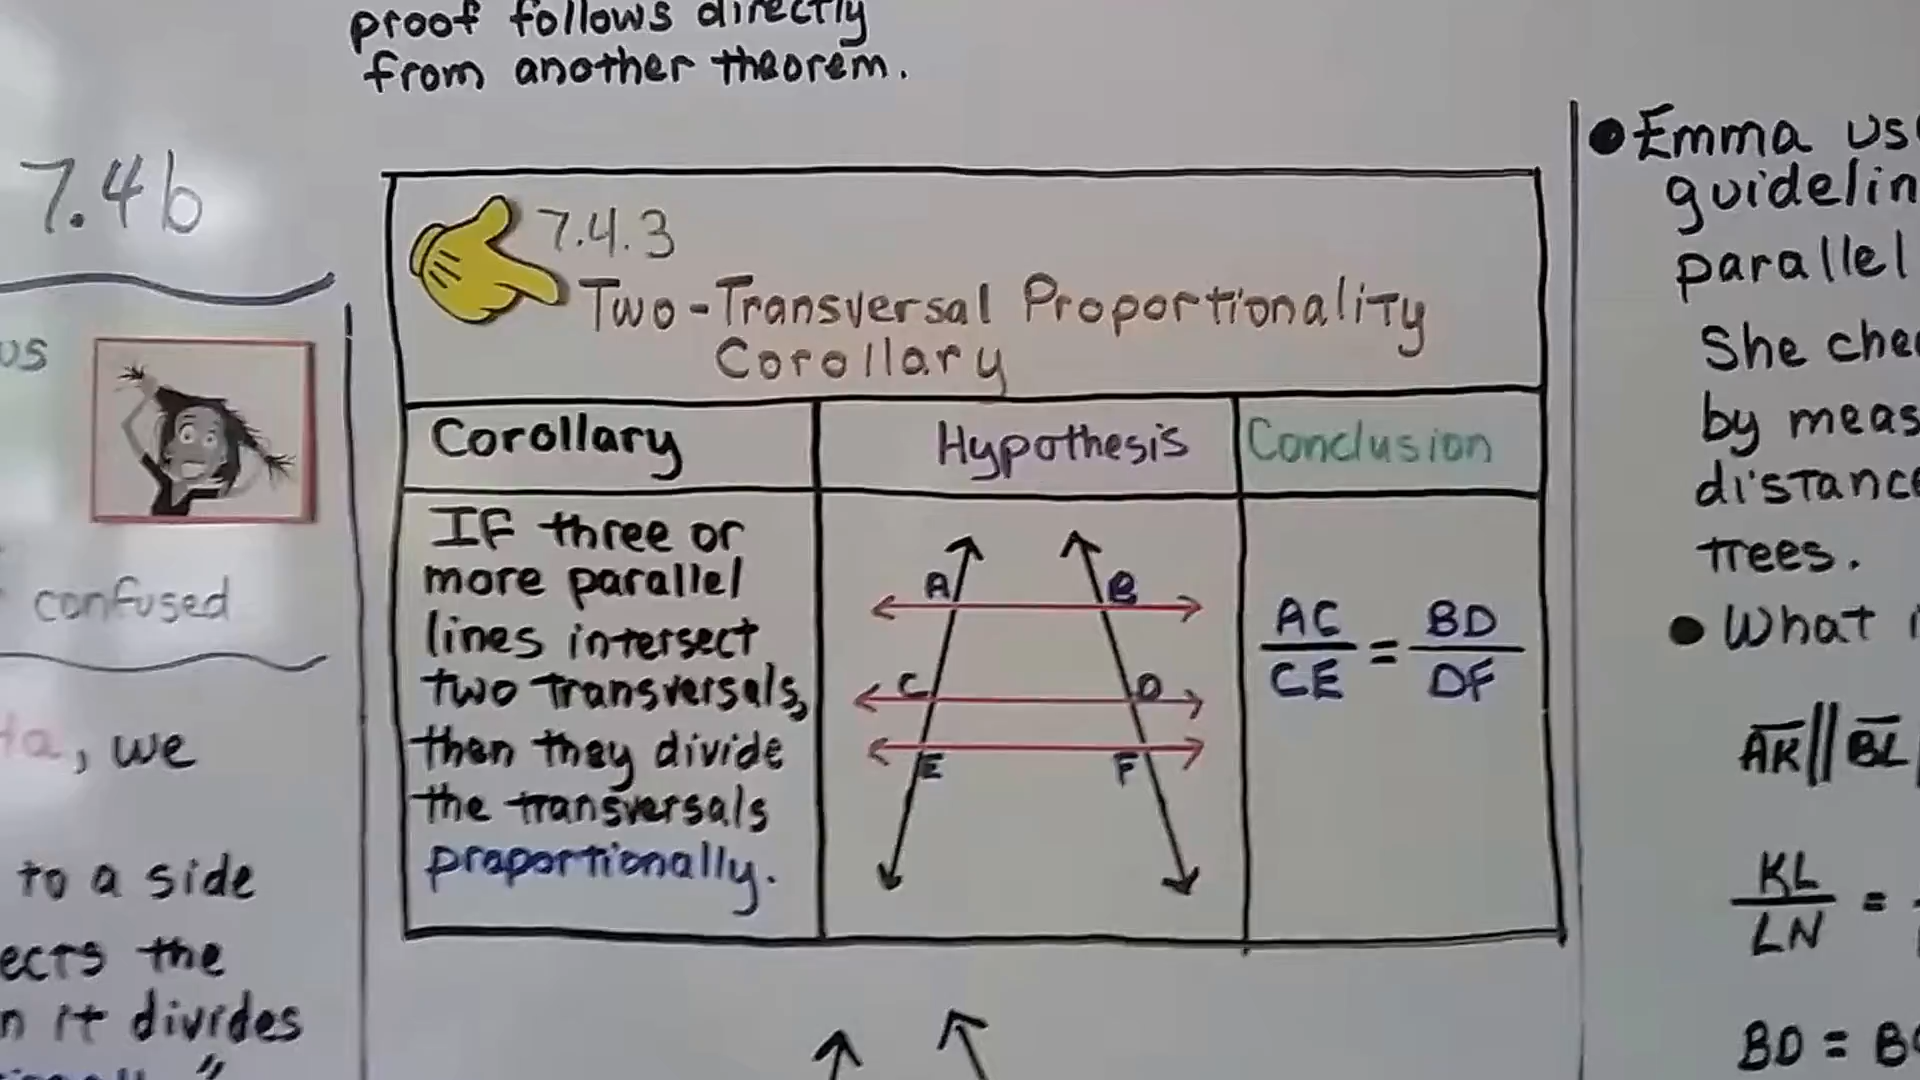 proof follows directly
from another theorem.
7.4b
us
confused
, we
to a side
ects the
n it divides
7.4.3
Two-Transversal Proportionality
Corollary
Corollary
Hypothesis
Conclusion
IF three or
more parallel
lines intersect
two transversals,
then they divide
the transversals
proportionally.
A B
C D
E F
AC = BD
CE DF
Emma us
guidelin
parallel
She chec
by meas
distance
trees.
What i
AK || BL
KL =
LN
BD = B